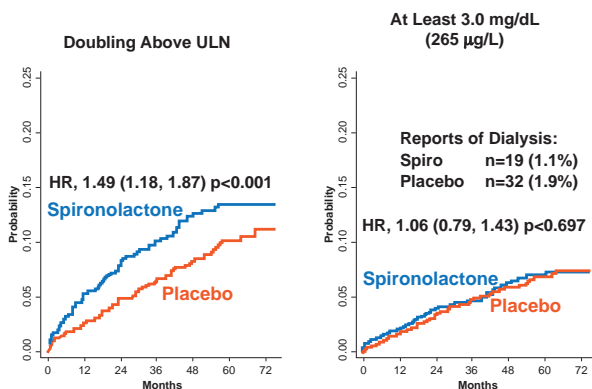 Doubling Above ULN
0.25
0.20
0.15
0.10
0.05
0.00
Probability
HR, 1.49 (1.18, 1.87) p<0.001
Spironolactone
Placebo
0 12 24 36 48 60 72
Months
At Least 3.0 mg/dL
(265 µg/L)
0.25
0.20
0.15
0.10
0.05
0.00
Probability
Reports of Dialysis:
Spiro n=19 (1.1%)
Placebo n=32 (1.9%)
HR, 1.06 (0.79, 1.43) p<0.697
Spironolactone
Placebo
0 12 24 36 48 60 72
Months